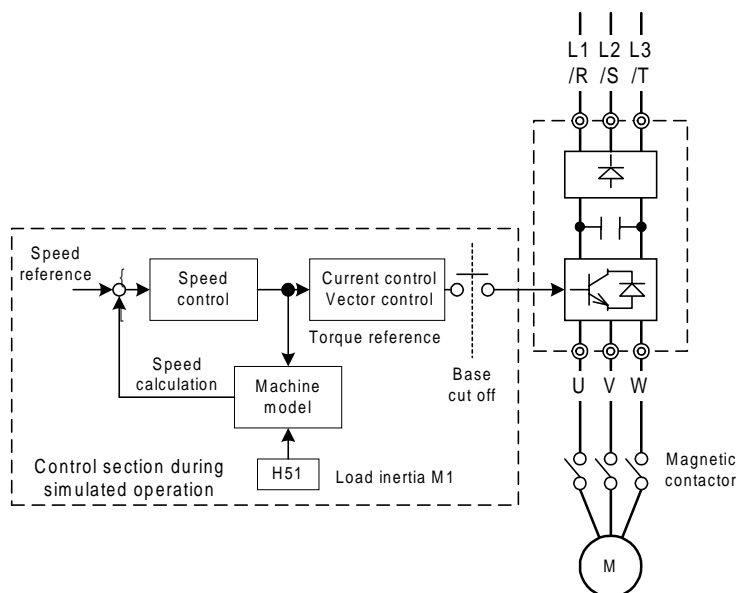 L1 L2 L3
/R /S /T
Speed
reference
Speed
control
Current control
Vector control
Torque reference
Speed
calculation
Machine
model
Base
cut off
U V W
Control section during
simulated operation
H51
Load inertia M1
Magnetic
contactor
M